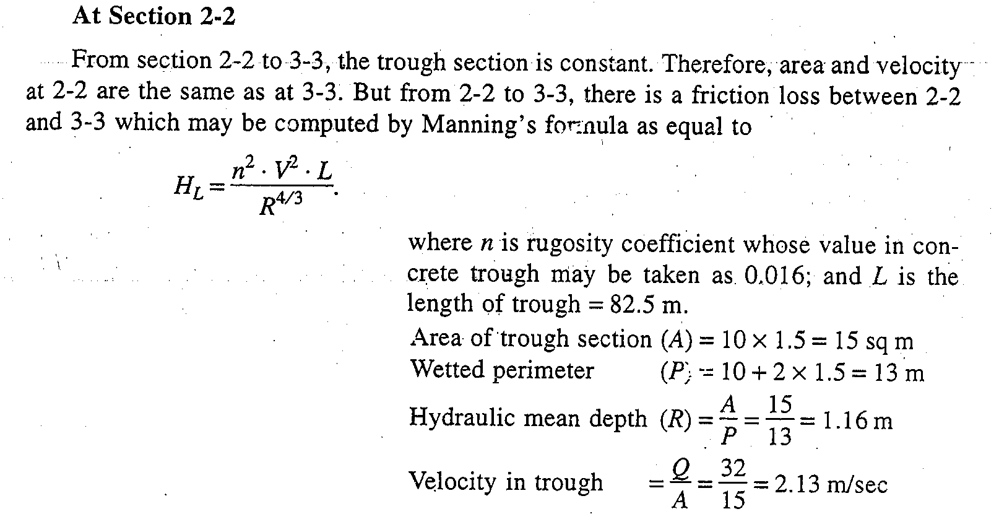 At Section 2-2
From section 2-2 to 3-3, the trough section is constant. Therefore, area and velocity
at 2-2 are the same as at 3-3. But from 2-2 to 3-3, there is a friction loss between 2-2
and 3-3 which may be computed by Manning's formula as equal to
H_L = n² · V² · L / R^{4/3}.
where n is rugosity coefficient whose value in con-
crete trough may be taken as 0.016; and L is the
length of trough = 82.5 m.
Area of trough section (A) = 10 × 1.5 = 15 sq m
Wetted perimeter (P) = 10 + 2 × 1.5 = 13 m
Hydraulic mean depth (R) = A/P = 15/13 = 1.16 m
Velocity in trough = Q/A = 32/15 = 2.13 m/sec